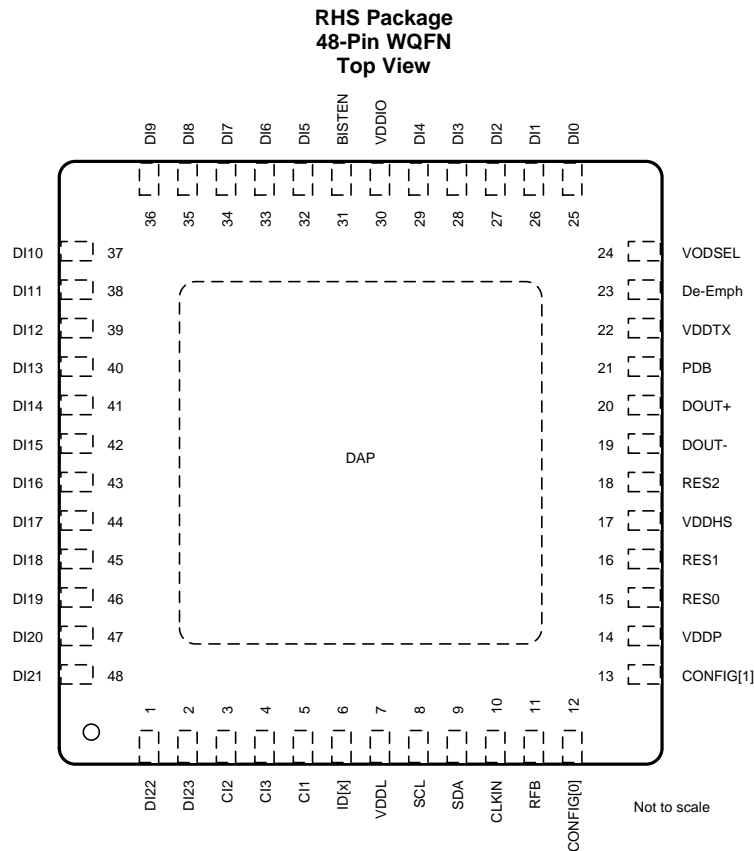 RHS Package
48-Pin WQFN
Top View
DI9
DI8
DI7
DI6
DI5
BISTEN
VDDIO
DI4
DI3
DI2
DI1
DI0
36
35
34
33
32
31
30
29
28
27
26
25
DI10 37
DI11 38
DI12 39
DI13 40
DI14 41
DI15 42
DI16 43
DI17 44
DI18 45
DI19 46
DI20 47
DI21 48
DAP
24 VODSEL
23 De-Emph
22 VDDTX
21 PDB
20 DOUT+
19 DOUT-
18 RES2
17 VDDHS
16 RES1
15 RES0
14 VDDP
13 CONFIG[1]
1
2
3
4
5
6
7
8
9
10
11
12
DI22
DI23
CI2
CI3
CI1
ID[x]
VDDL
SCL
SDA
CLKIN
RFB
CONFIG[0]
Not to scale